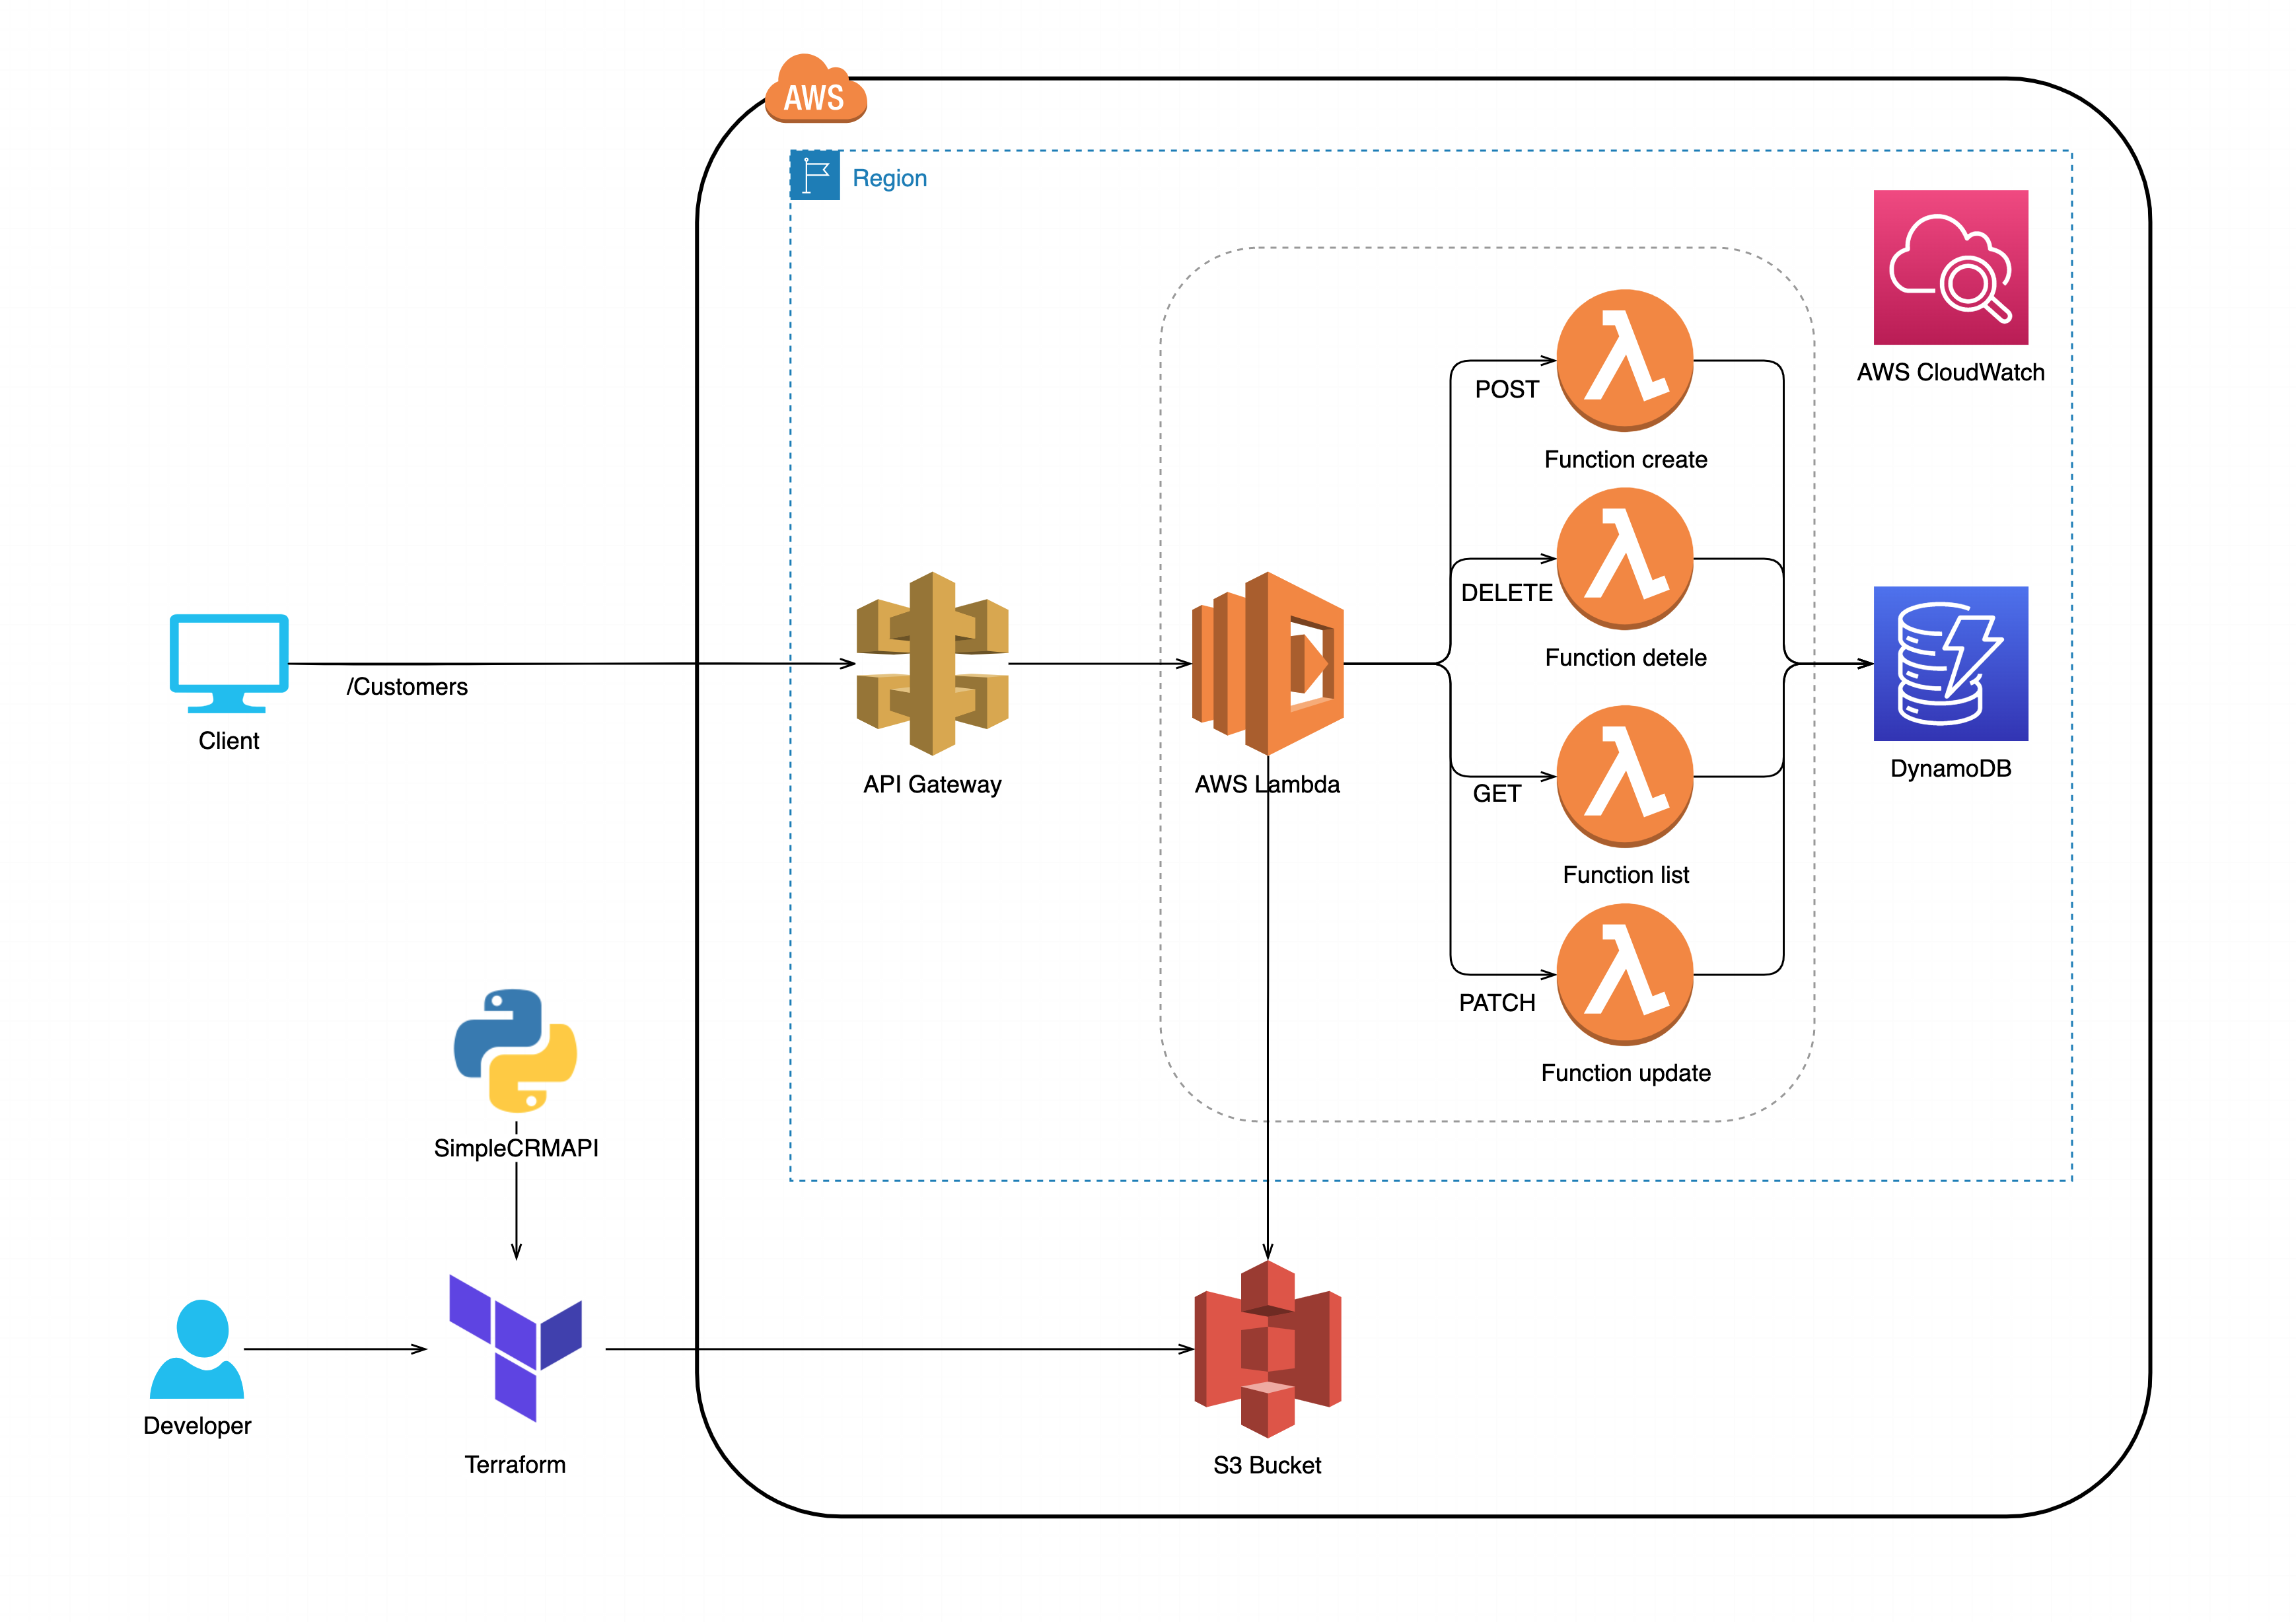 AWS
Region
AWS CloudWatch
POST
Function create
DELETE
Function detele
/Customers
Client
API Gateway
AWS Lambda
GET
DynamoDB
Function list
PATCH
Function update
SimpleCRMAPI
Developer
Terraform
S3 Bucket